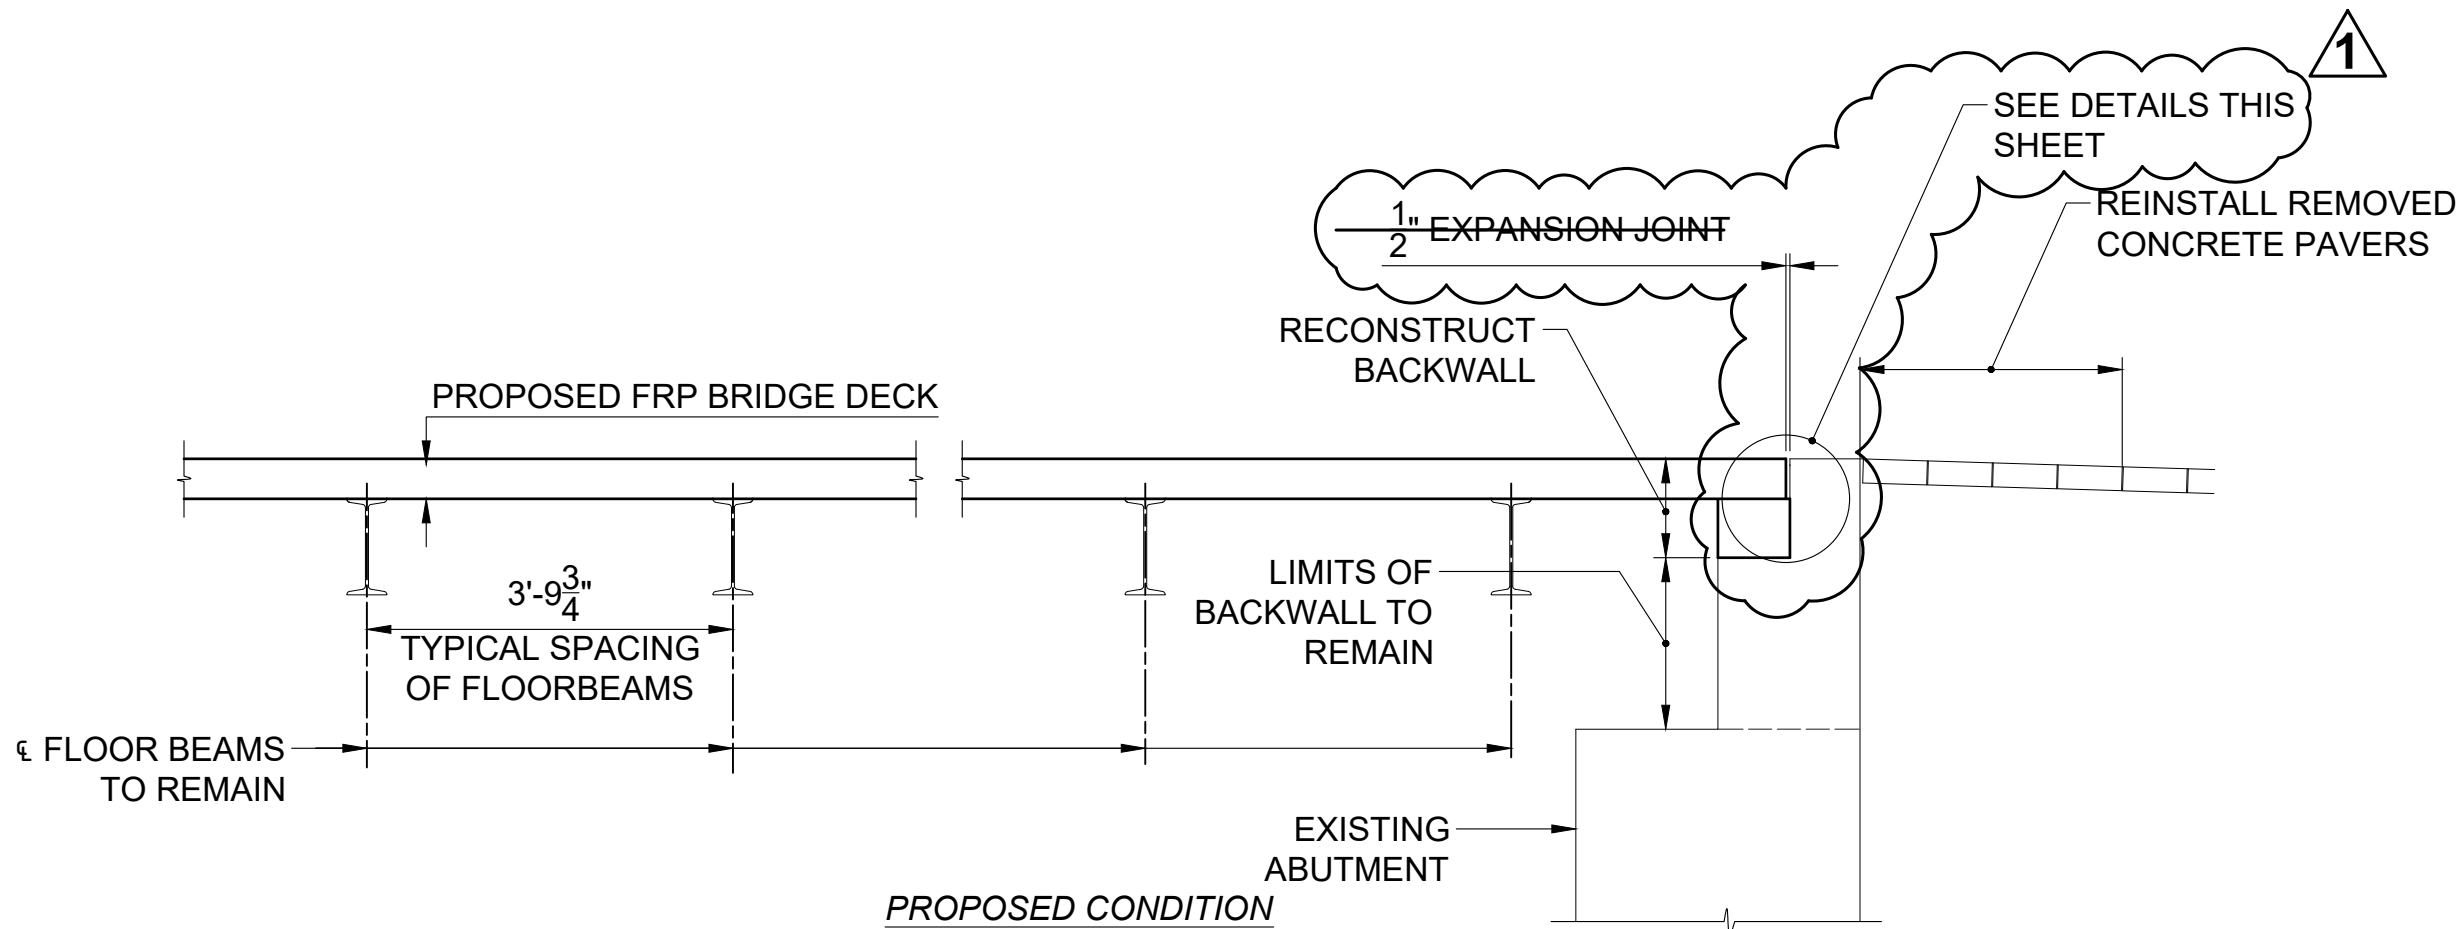 1
SEE DETAILS THIS
SHEET
1/2" EXPANSION JOINT
REINSTALL REMOVED
CONCRETE PAVERS
RECONSTRUCT
BACKWALL
PROPOSED FRP BRIDGE DECK
3'-9 3/4"
TYPICAL SPACING
OF FLOORBEAMS
LIMITS OF
BACKWALL TO
REMAIN
℄ FLOOR BEAMS
TO REMAIN
EXISTING
ABUTMENT
PROPOSED CONDITION